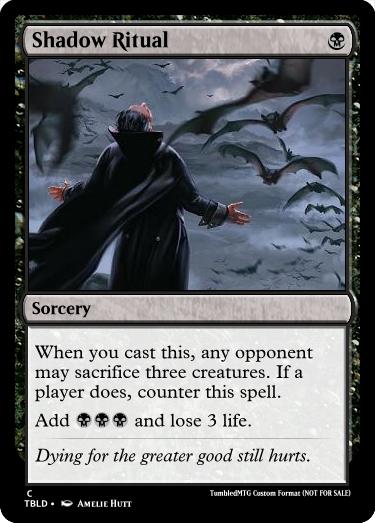 Shadow Ritual
Sorcery
When you cast this, any opponent
may sacrifice three creatures. If a
player does, counter this spell.
Add and lose 3 life.
Dying for the greater good still hurts.
C
TBLD • Amelie Hutt
TumbledMTG Custom Format (NOT FOR SALE)